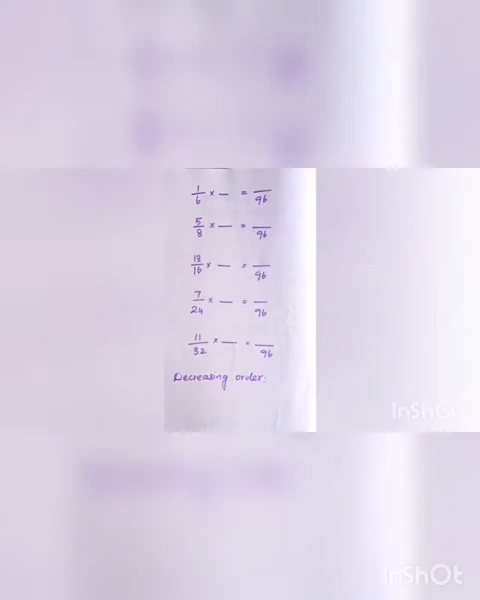 1/6 × — = —/96
5/8 × — = —/96
13/16 × — = —/96
7/24 × — = —/96
11/32 × — = —/96
Decreasing order:
InShOt
InShOt